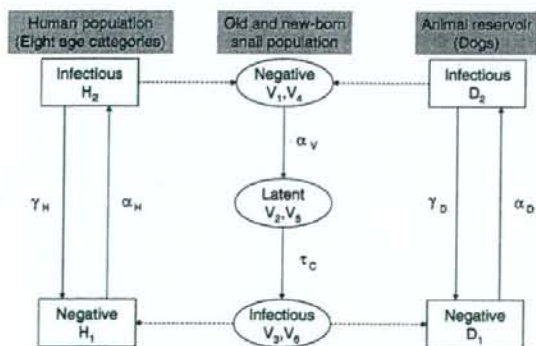 Human population
(Eight age categories)
Old and new-born
snail population
Animal reservoir
(Dogs)
Infectious
H2
Negative
V1,V4
Infectious
D2
αV
γH
αH
Latent
V2,V5
γD
αD
τC
Negative
H1
Infectious
V3,V6
Negative
D1